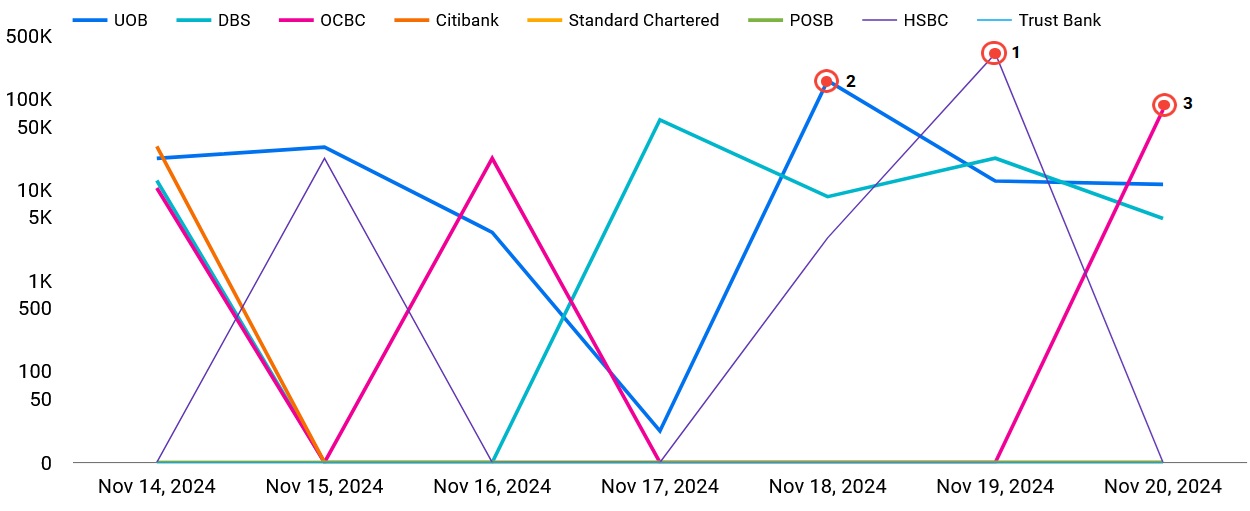 UOB DBS OCBC Citibank Standard Chartered POSB HSBC Trust Bank
500K
1
2
100K
3
50K
10K
5K
1K
500
100
50
0
Nov 14, 2024 Nov 15, 2024 Nov 16, 2024 Nov 17, 2024 Nov 18, 2024 Nov 19, 2024 Nov 20, 2024